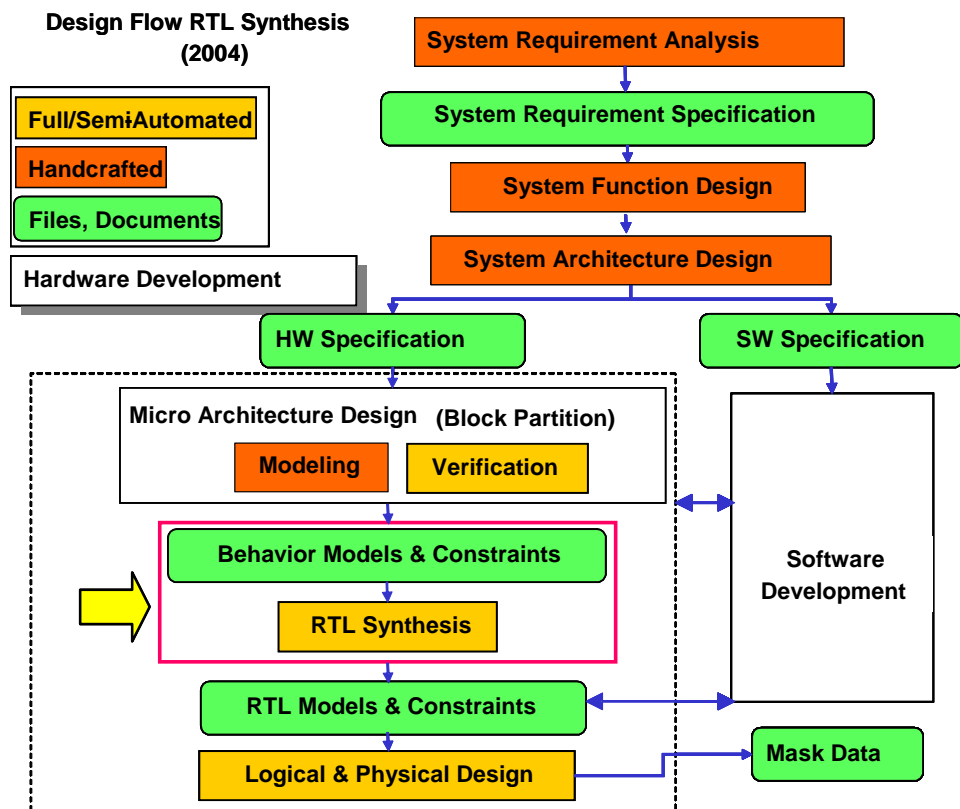 Design Flow RTL Synthesis
(2004)
Full/Semi-Automated
Handcrafted
Files, Documents
Hardware Development
System Requirement Analysis
System Requirement Specification
System Function Design
System Architecture Design
HW Specification
SW Specification
Micro Architecture Design (Block Partition)
Modeling
Verification
Behavior Models & Constraints
RTL Synthesis
RTL Models & Constraints
Logical & Physical Design
Software
Development
Mask Data